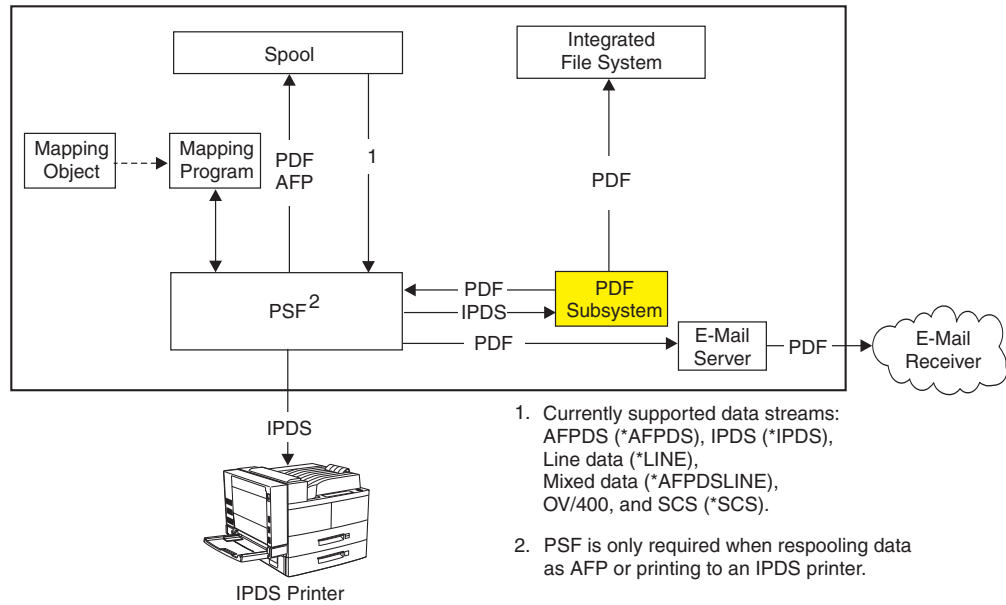 Spool
Integrated
File System
Mapping
Object
Mapping
Program
PDF
AFP
1
PDF
PSF2
PDF
IPDS
PDF
Subsystem
PDF
E-Mail
Server
PDF
E-Mail
Receiver
IPDS
IPDS Printer
1. Currently supported data streams:
AFPDS (*AFPDS), IPDS (*IPDS),
Line data (*LINE),
Mixed data (*AFPDSLINE),
OV/400, and SCS (*SCS).
2. PSF is only required when respooling data
as AFP or printing to an IPDS printer.